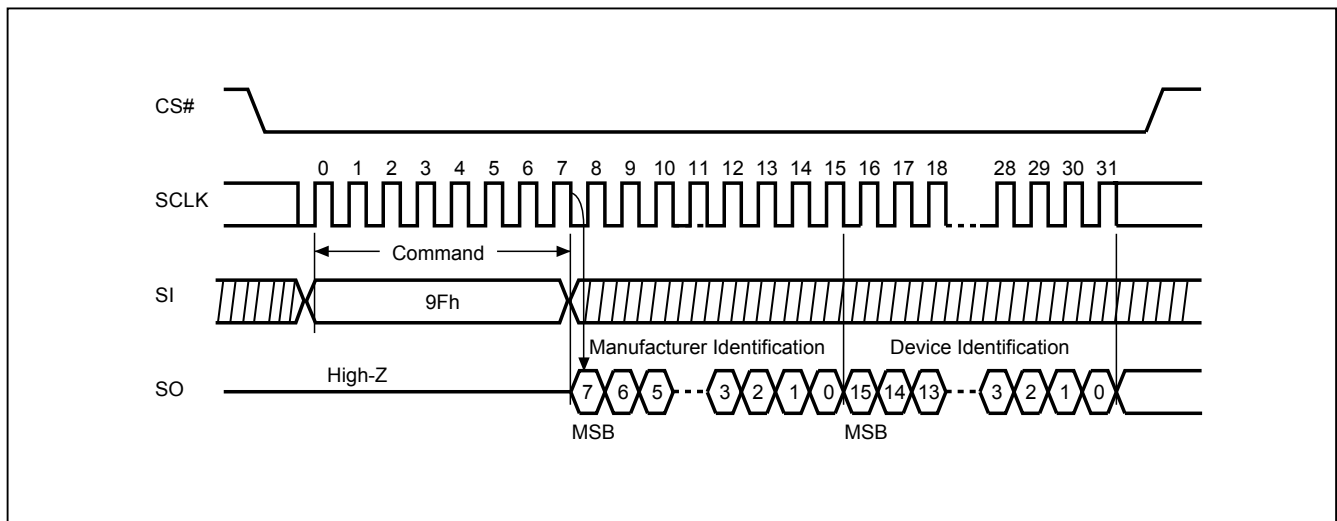 CS#
0 1 2 3 4 5 6 7 8 9 10 11 12 13 14 15 16 17 18 28 29 30 31
SCLK
Command
SI 9Fh
Manufacturer Identification Device Identification
High-Z
SO 7 6 5 3 2 1 0 15 14 13 3 2 1 0
MSB MSB